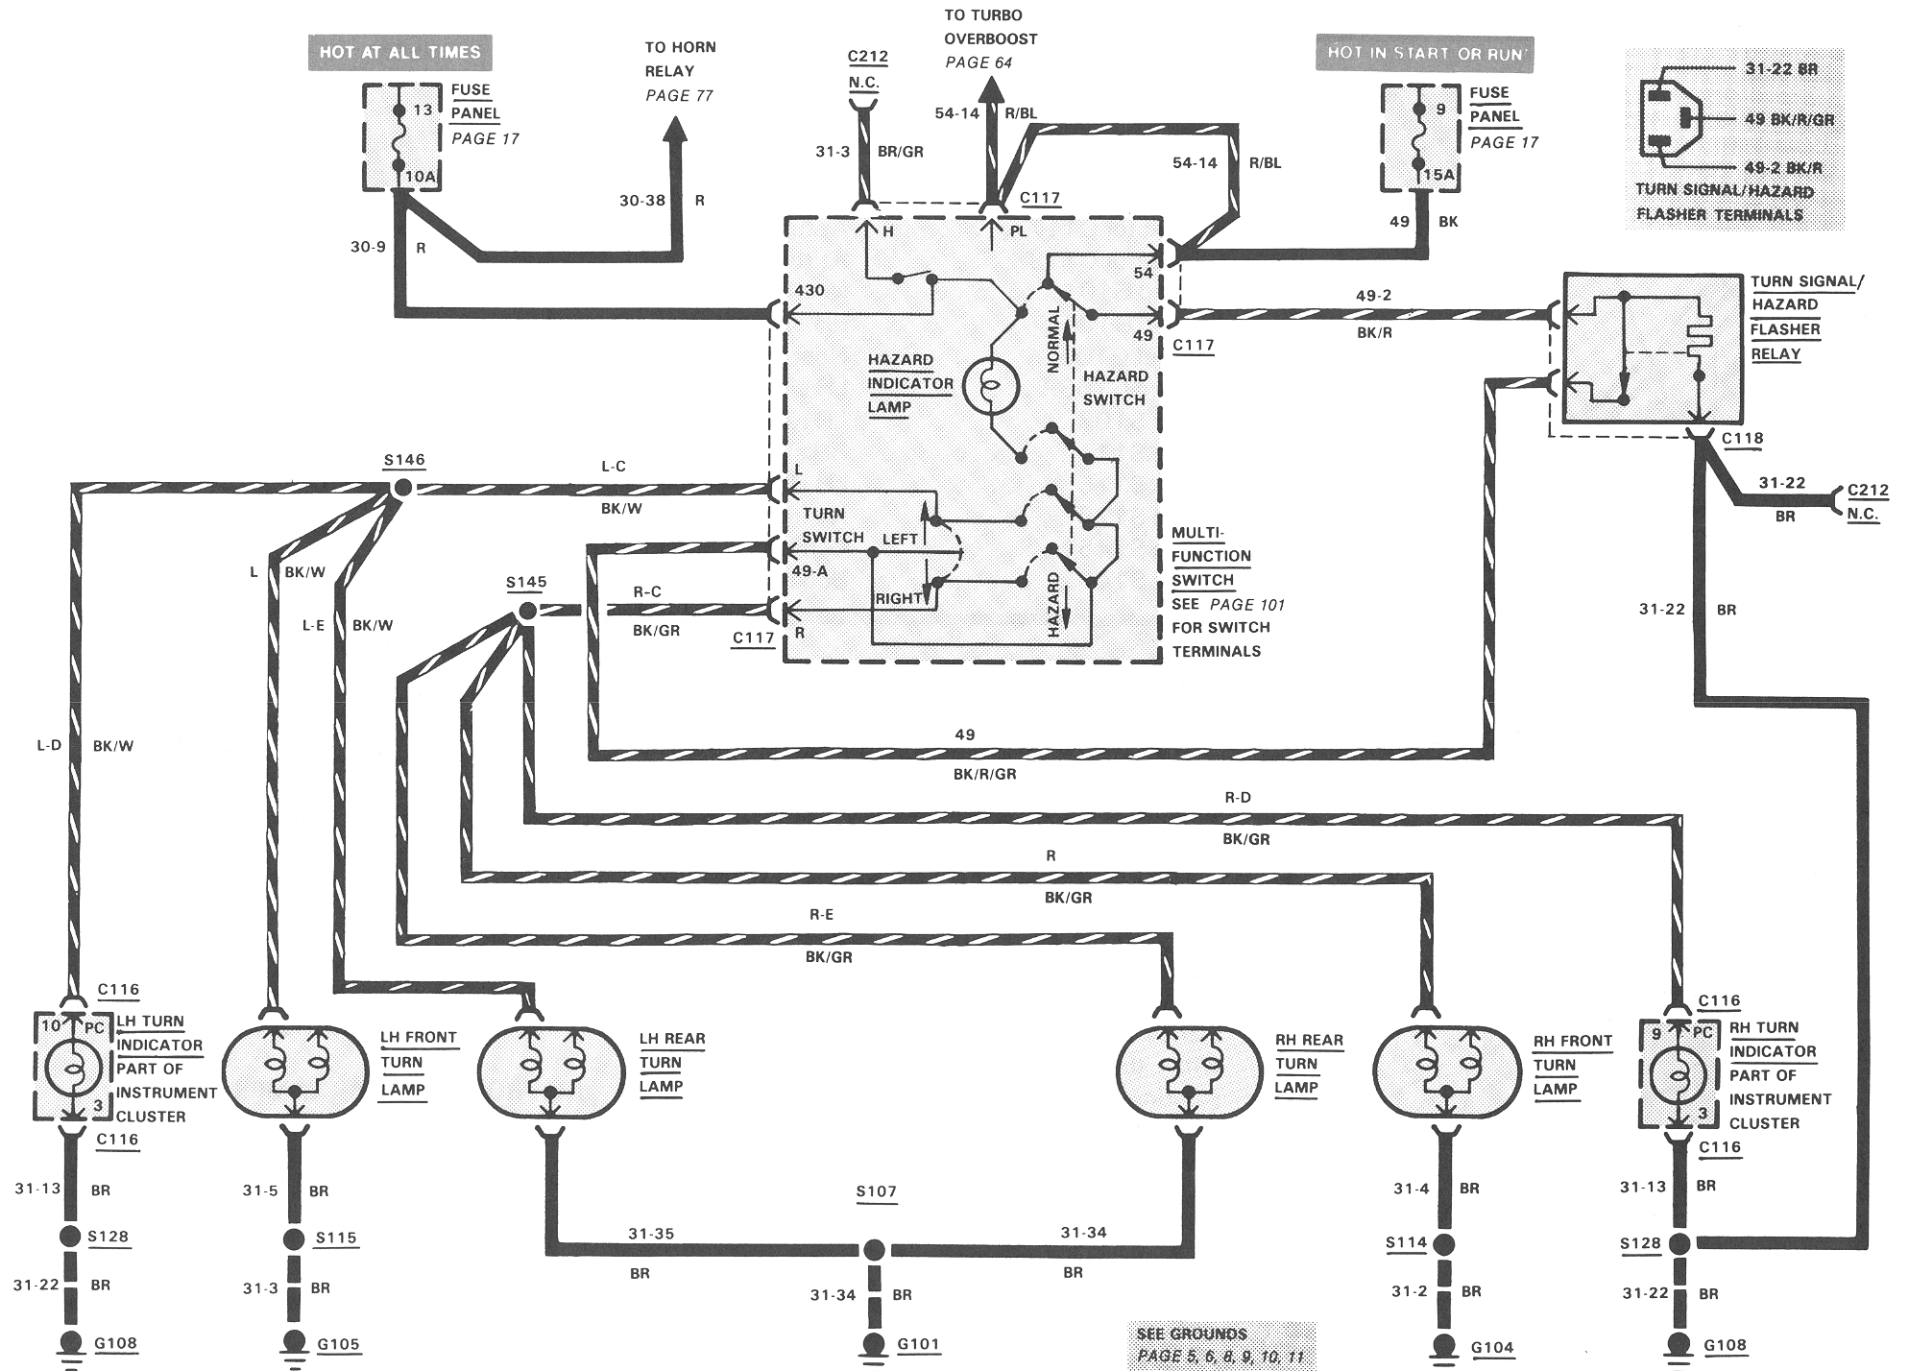 HOT AT ALL TIMES
13
10A
FUSE
PANEL
PAGE 17
TO HORN
RELAY
PAGE 77
30-38 R
30-9 R
C212
N.C.
31-3 BR/GR
TO TURBO
OVERBOOST
PAGE 64
54-14 R/BL
C117
54-14 R/BL
HOT IN START OR RUN
9
15A
FUSE
PANEL
PAGE 17
49 BK
31-22 BR
49 BK/R/GR
49-2 BK/R
TURN SIGNAL/HAZARD
FLASHER TERMINALS
H
PL
430
54
49
C117
49-2
BK/R
TURN SIGNAL/
HAZARD
FLASHER
RELAY
C118
31-22
BR
C212
N.C.
HAZARD
INDICATOR
LAMP
NORMAL
HAZARD
SWITCH
HAZARD
L
TURN
SWITCH
LEFT
49-A
RIGHT
R
C117
MULTI-
FUNCTION
SWITCH
SEE PAGE 101
FOR SWITCH
TERMINALS
S146
L-C
BK/W
S145
R-C
BK/GR
L BK/W
L-E BK/W
L-D BK/W
31-22 BR
49
BK/R/GR
R-D
BK/GR
R
BK/GR
R-E
BK/GR
C116
10 PC
3
LH TURN
INDICATOR
PART OF
INSTRUMENT
CLUSTER
C116
LH FRONT
TURN
LAMP
LH REAR
TURN
LAMP
RH REAR
TURN
LAMP
RH FRONT
TURN
LAMP
C116
9 PC
3
RH TURN
INDICATOR
PART OF
INSTRUMENT
CLUSTER
C116
31-13 BR
S128
31-22 BR
G108
31-5 BR
S115
31-3 BR
G105
31-35
BR
S107
31-34
BR
31-34 BR
G101
31-4 BR
S114
31-2 BR
G104
31-13 BR
S128
31-22 BR
G108
SEE GROUNDS
PAGE 5, 6, 8, 9, 10, 11